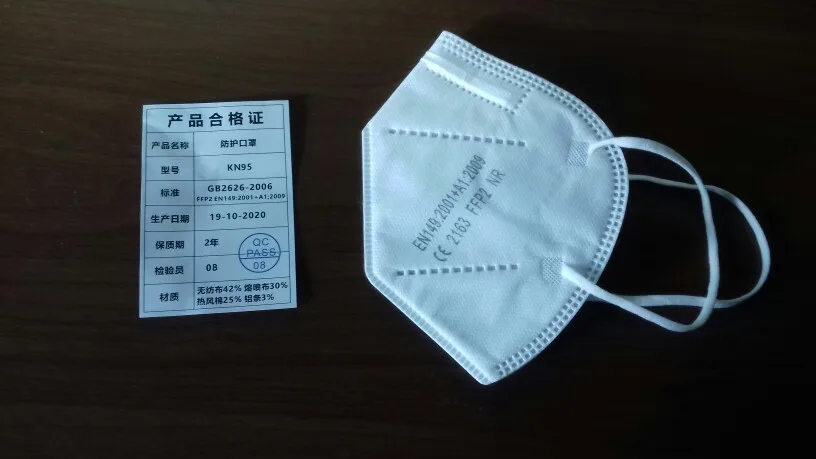 产品合格证
产品名称 防护口罩
型号 KN95
标准 GB2626-2006
FFP2 EN149:2001+A1:2009
生产日期 19-10-2020
保质期 2年
检验员 08
QC
PASS
08
材质 无纺布42% 熔喷布30%
热风棉25% 铝条3%
EN149:2001+A1:2009
CE 2163 FFP2 NR